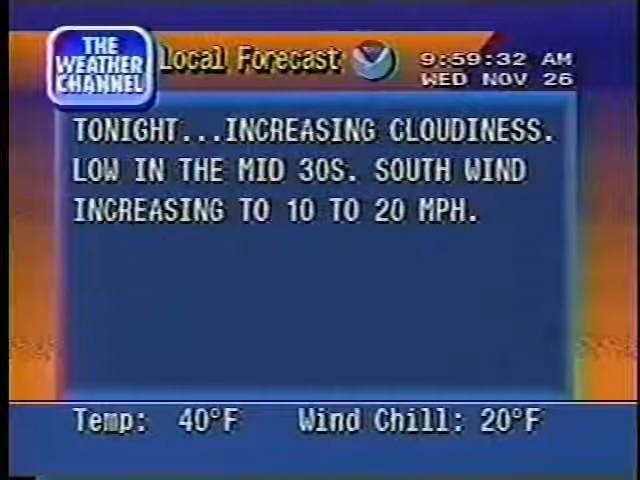 THE
WEATHER
CHANNEL
Local Forecast
9:59:32 AM
WED NOV 26
TONIGHT...INCREASING CLOUDINESS.
LOW IN THE MID 30S. SOUTH WIND
INCREASING TO 10 TO 20 MPH.
Temp: 40°F Wind Chill: 20°F